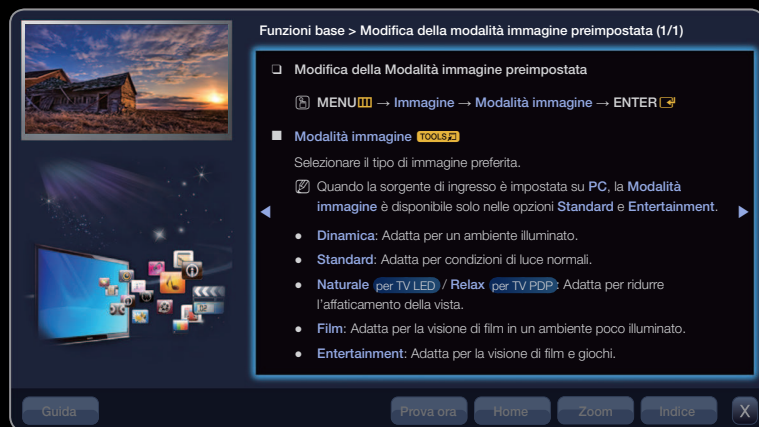 Funzioni base > Modifica della modalità immagine preimpostata (1/1)
❑ Modifica della Modalità immagine preimpostata
MENU → Immagine → Modalità immagine → ENTER
■ Modalità immagine TOOLS
Selezionare il tipo di immagine preferita.
Quando la sorgente di ingresso è impostata su PC, la Modalità
immagine è disponibile solo nelle opzioni Standard e Entertainment.
● Dinamica: Adatta per un ambiente illuminato.
● Standard: Adatta per condizioni di luce normali.
● Naturale per TV LED / Relax per TV PDP: Adatta per ridurre
l'affaticamento della vista.
● Film: Adatta per la visione di film in un ambiente poco illuminato.
● Entertainment: Adatta per la visione di film e giochi.
Guida Prova ora Home Zoom Indice X